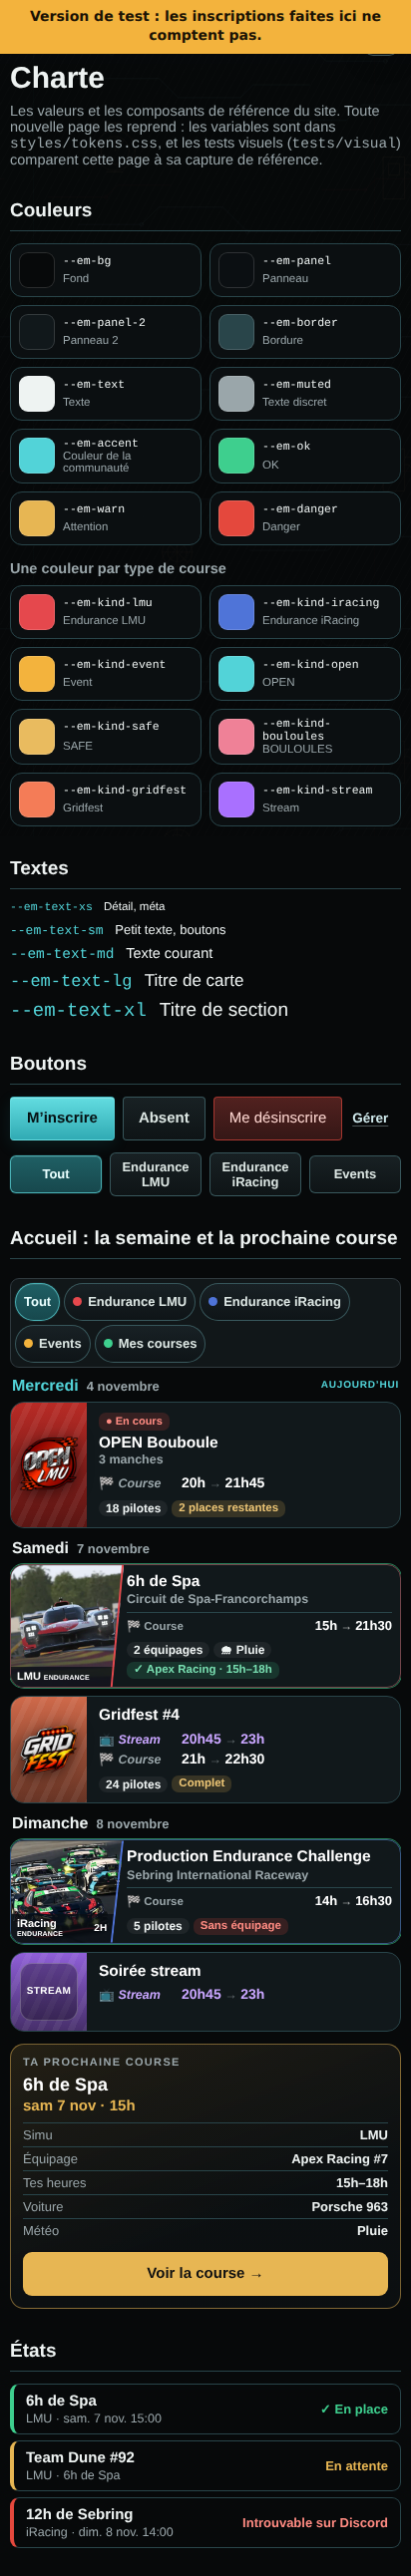 Version de test : les inscriptions faites ici ne
comptent pas.
Charte
Les valeurs et les composants de référence du site. Toute
nouvelle page les reprend : les variables sont dans
styles/tokens.css, et les tests visuels (tests/visual)
comparent cette page à sa capture de référence.
Couleurs
--em-bg
Fond
--em-panel
Panneau
--em-panel-2
Panneau 2
--em-border
Bordure
--em-text
Texte
--em-muted
Texte discret
--em-accent
Couleur de la
communauté
--em-ok
OK
--em-warn
Attention
--em-danger
Danger
Une couleur par type de course
--em-kind-lmu
Endurance LMU
--em-kind-iracing
Endurance iRacing
--em-kind-event
Event
--em-kind-open
OPEN
--em-kind-safe
SAFE
--em-kind-
bouloules
BOULOULES
--em-kind-gridfest
Gridfest
--em-kind-stream
Stream
Textes
--em-text-xs Détail, méta
--em-text-sm Petit texte, boutons
--em-text-md Texte courant
--em-text-lg Titre de carte
--em-text-xl Titre de section
Boutons
M'inscrire Absent Me désinscrire Gérer
Tout
Endurance
LMU
Endurance
iRacing
Events
Accueil : la semaine et la prochaine course
Tout Endurance LMU Endurance iRacing
Events Mes courses
Mercredi 4 novembre AUJOURD'HUI
OPEN
LMU
● En cours
OPEN Bouboule
3 manches
🏁 Course 20h → 21h45
18 pilotes 2 places restantes
Samedi 7 novembre
LMU ENDURANCE
6h de Spa
Circuit de Spa-Francorchamps
🏁 Course 15h → 21h30
2 équipages 🌧 Pluie
✓ Apex Racing · 15h–18h
GRID
FEST
Gridfest #4
📺 Stream 20h45 → 23h
🏁 Course 21h → 22h30
24 pilotes Complet
Dimanche 8 novembre
iRacing
ENDURANCE
2H
Production Endurance Challenge
Sebring International Raceway
🏁 Course 14h → 16h30
5 pilotes Sans équipage
STREAM
Soirée stream
📺 Stream 20h45 → 23h
TA PROCHAINE COURSE
6h de Spa
sam 7 nov · 15h
Simu LMU
Équipage Apex Racing #7
Tes heures 15h–18h
Voiture Porsche 963
Météo Pluie
Voir la course →
États
6h de Spa
LMU · sam. 7 nov. 15:00
✓ En place
Team Dune #92
LMU · 6h de Spa
En attente
12h de Sebring
iRacing · dim. 8 nov. 14:00
Introuvable sur Discord